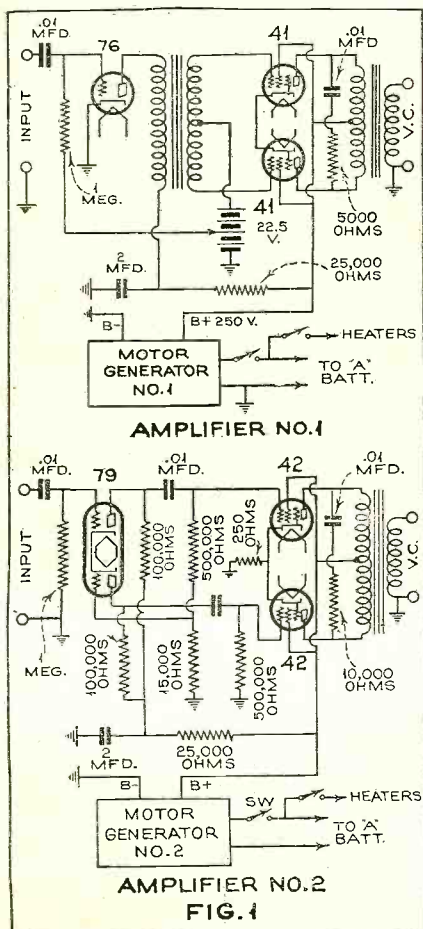 .01
MFD.
76
41
.01
MFD
INPUT
1
MEG.
V.C.
41
22.5
V.
5000
OHMS
2
MFD.
25,000
OHMS
B-
B+ 250 V.
MOTOR
GENERATOR
NO.1
HEATERS
TO "A"
BATT.
AMPLIFIER NO.1
.01
MFD.
79
.01
MFD.
42
.01
MFD.
INPUT
MEG.
100,000
OHMS
500,000
OHMS
250
OHMS
V.C.
42
100,000
OHMS
15,000
OHMS
500,000
OHMS
10,000
OHMS
2
MFD.
25,000
OHMS
B-
B+
MOTOR
GENERATOR
NO.2
SW
HEATERS
TO "A"
BATT.
AMPLIFIER NO.2
FIG.1